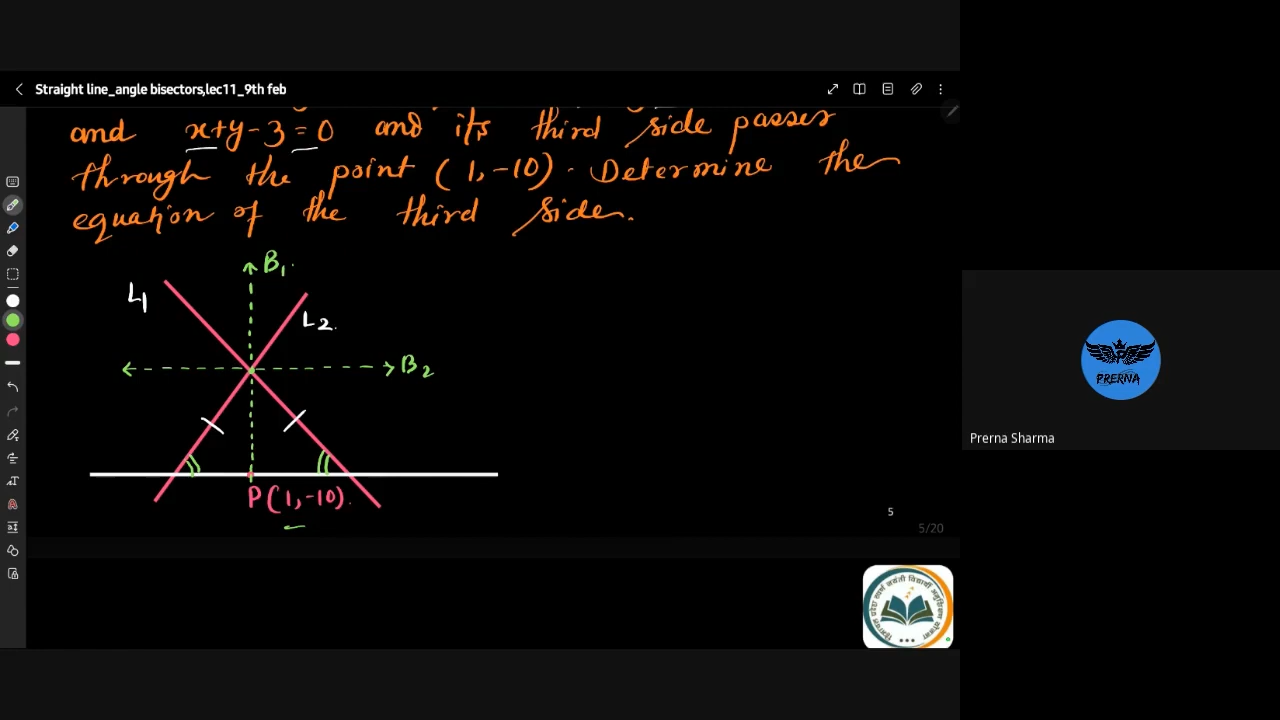 Straight line_angle bisectors,lec11_9th feb
and x+y-3=0 and its third side passes
through the point (1,-10). Determine the
equation of the third side.
B1
L1
L2.
B2
P(1,-10).
5
5/20
PRERNA
Prerna Sharma